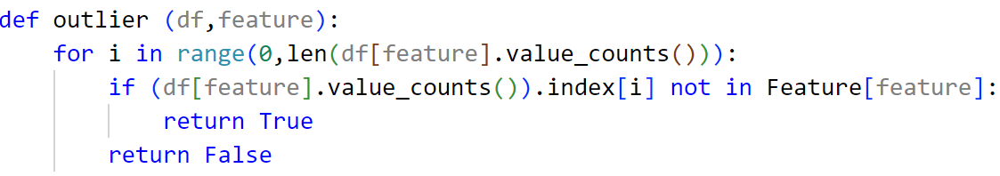 def outlier (df,feature):
    for i in range(0,len(df[feature].value_counts())):
        if (df[feature].value_counts()).index[i] not in Feature[feature]:
            return True
        return False